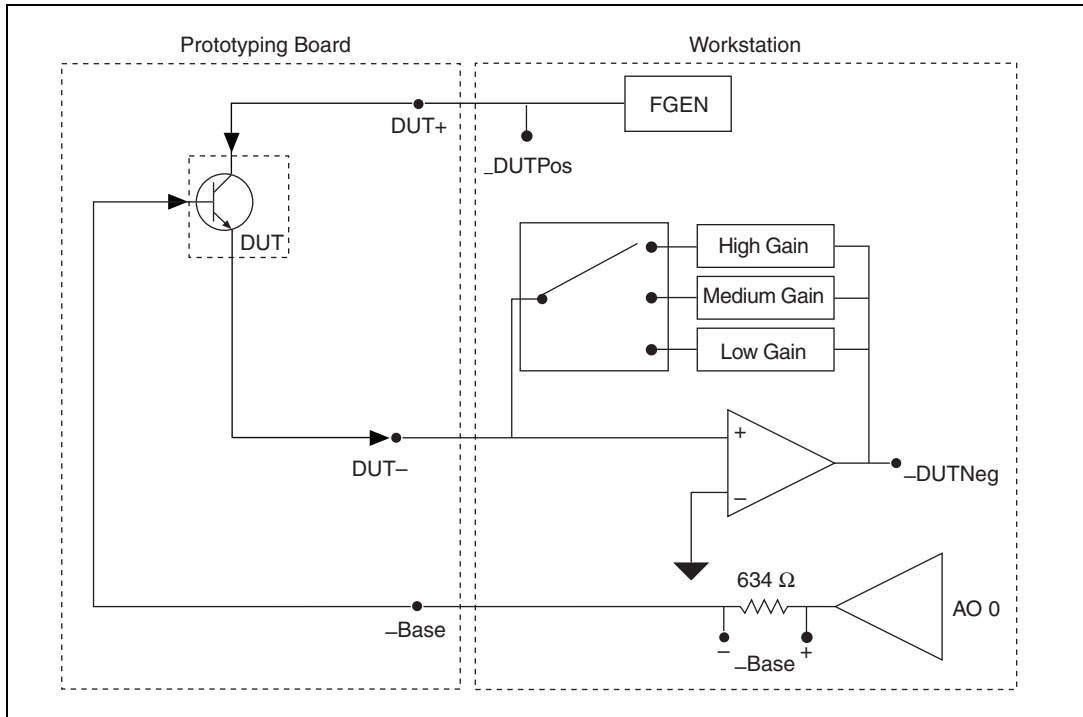 Prototyping Board
Workstation
FGEN
DUT+
_DUTPos
DUT
High Gain
Medium Gain
Low Gain
+
–
DUT–
–DUTNeg
634 Ω
AO 0
–Base
– –Base +